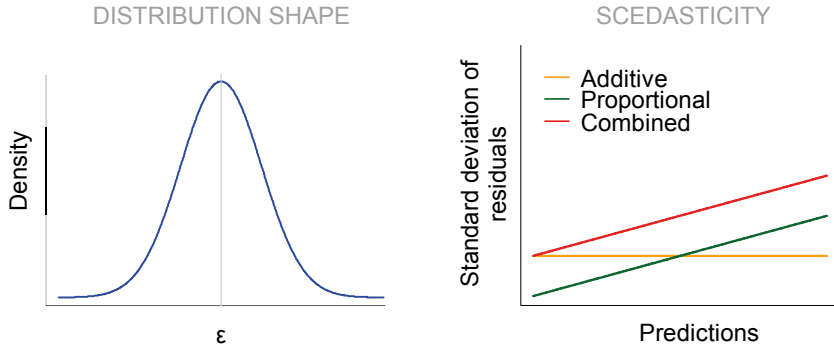 DISTRIBUTION SHAPE
Density
ε
SCEDASTICITY
Standard deviation of
residuals
Additive
Proportional
Combined
Predictions